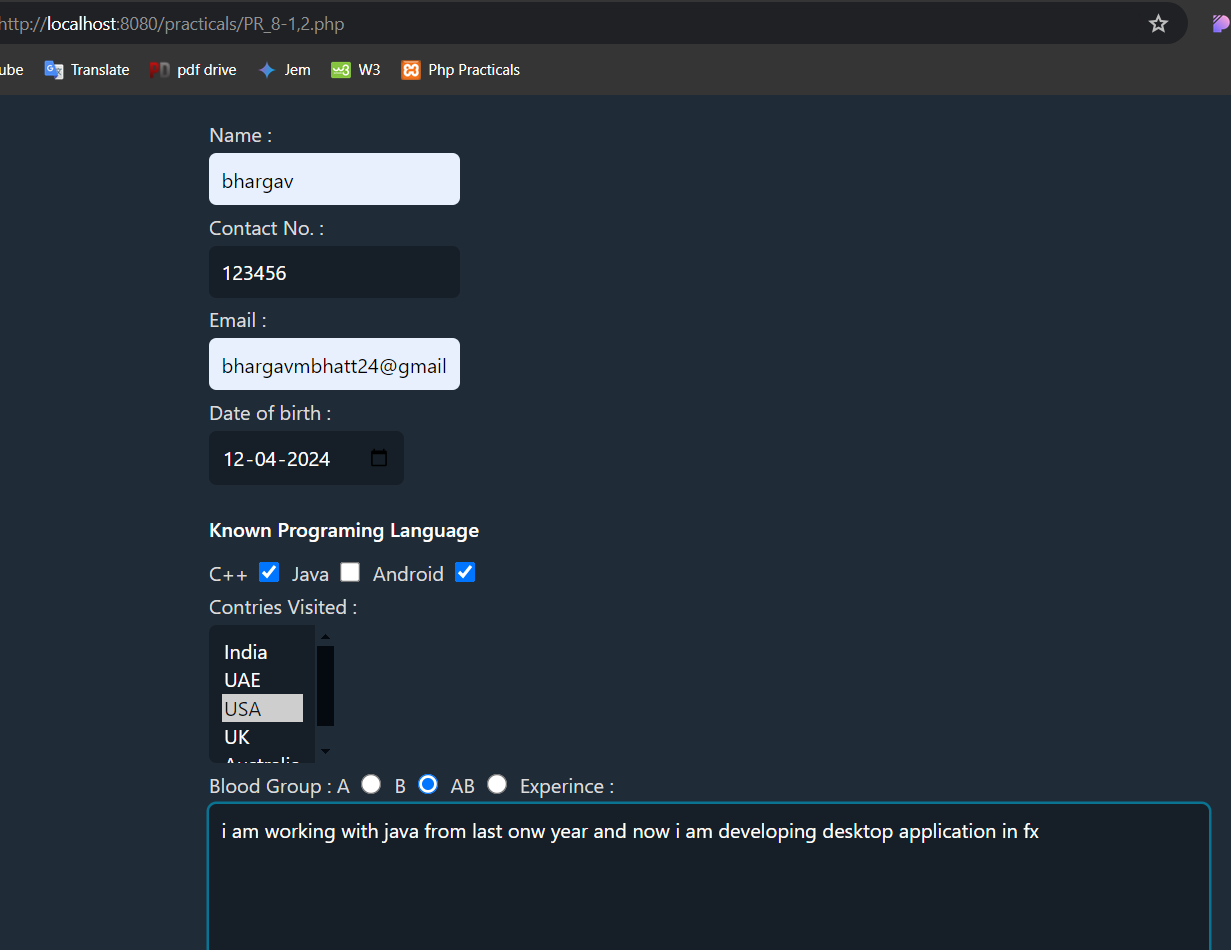 http://localhost:8080/practicals/PR_8-1,2.php
ube Translate pdf drive Jem W3 Php Practicals
Name :
bhargav
Contact No. :
123456
Email :
bhargavmbhatt24@gmail
Date of birth :
12-04-2024
Known Programing Language
C++ Java Android
Contries Visited :
India
UAE
USA
UK
Australia
Blood Group : A B AB Experince :
i am working with java from last onw year and now i am developing desktop application in fx